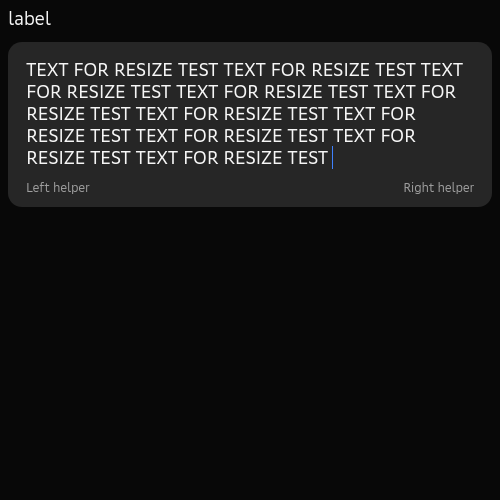 label
TEXT FOR RESIZE TEST TEXT FOR RESIZE TEST TEXT
FOR RESIZE TEST TEXT FOR RESIZE TEST TEXT FOR
RESIZE TEST TEXT FOR RESIZE TEST TEXT FOR
RESIZE TEST TEXT FOR RESIZE TEST TEXT FOR
RESIZE TEST TEXT FOR RESIZE TEST
Left helper Right helper